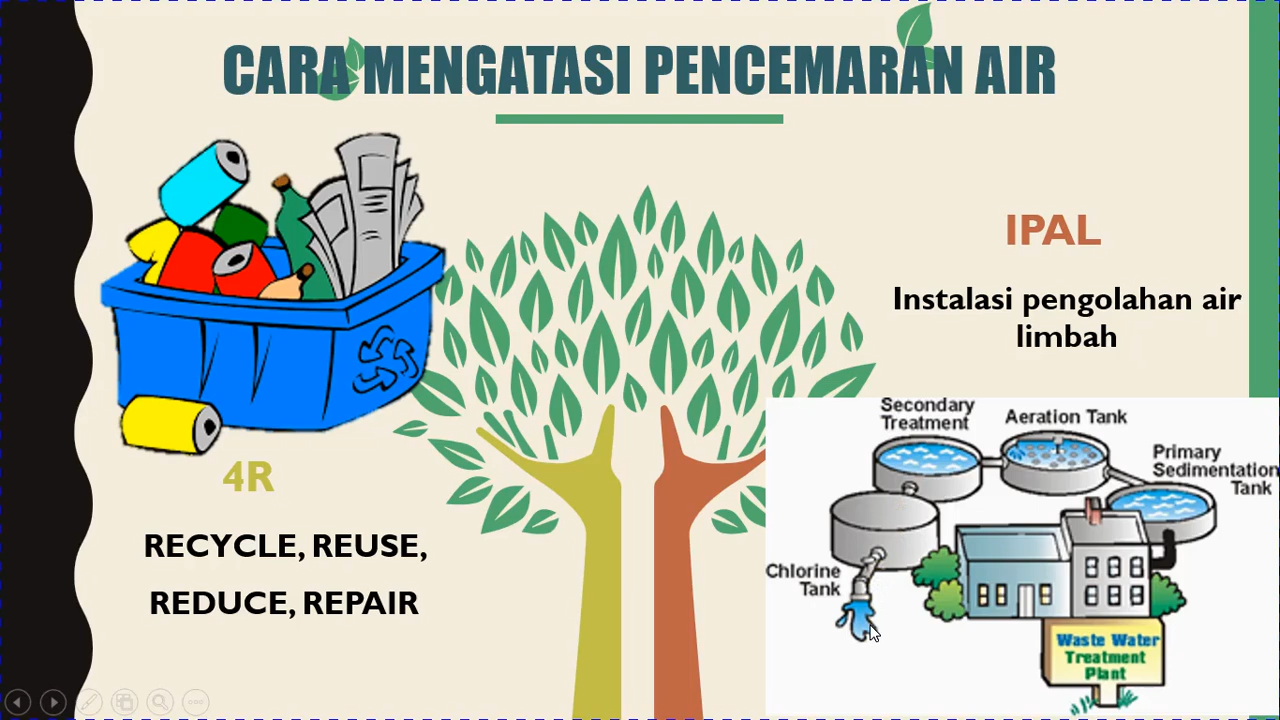 CARA MENGATASI PENCEMARAN AIR
4R
RECYCLE, REUSE,
REDUCE, REPAIR
IPAL
Instalasi pengolahan air
limbah
Secondary
Treatment
Aeration Tank
Primary
Sedimentation
Tank
Chlorine
Tank
Waste Water
Treatment
Plant